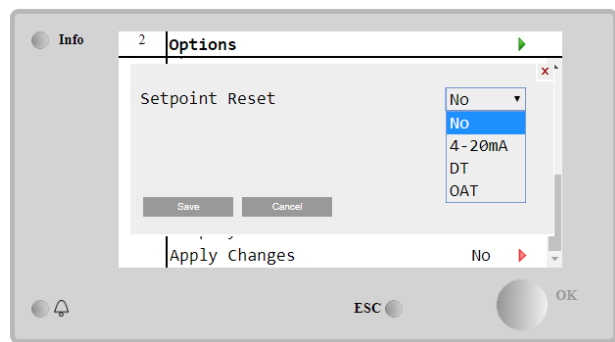 Info
2 Options
x
Setpoint Reset No
No
4-20mA
DT
OAT
Save Cancel
Apply Changes No
ESC OK